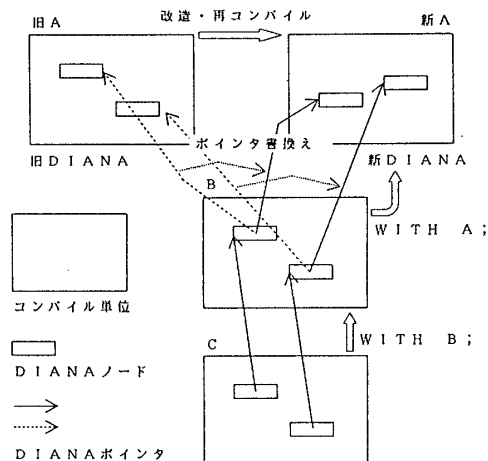 改造・再コンパイル
旧A
新A
ポインタ書換え
旧DIANA
新DIANA
B
WITH A;
コンパイル単位
WITH B;
C
DIANAノード
DIANAポインタ